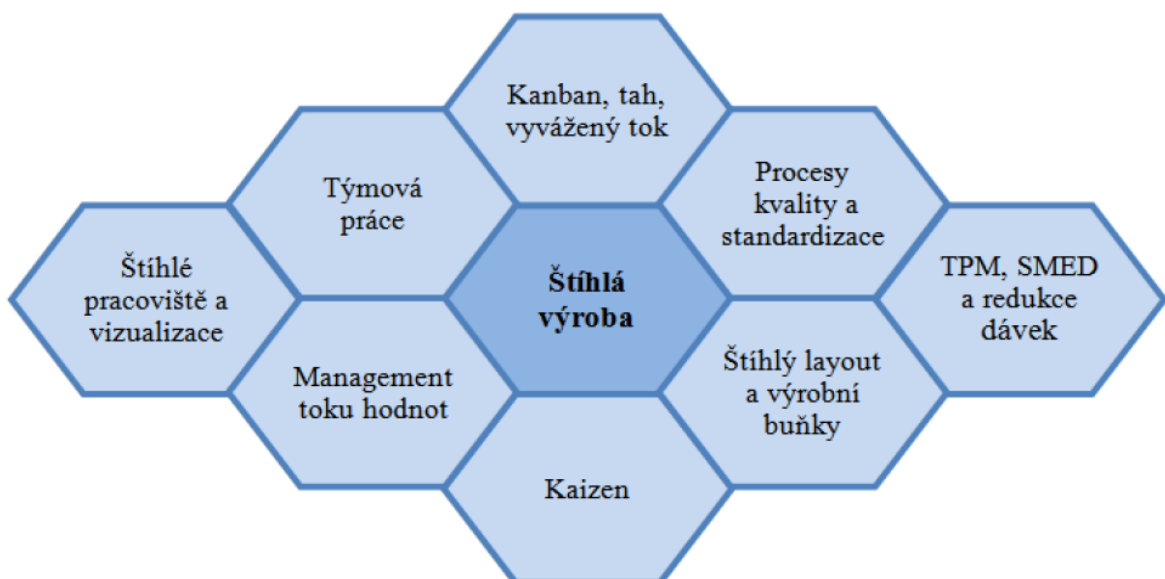 Kanban, tah,
vyvážený tok
Týmová
práce
Procesy
kvality a
standardizace
Štíhlé
pracoviště a
vizualizace
Štíhlá
výroba
TPM, SMED
a redukce
dávek
Management
toku hodnot
Štíhlý layout
a výrobní
buňky
Kaizen